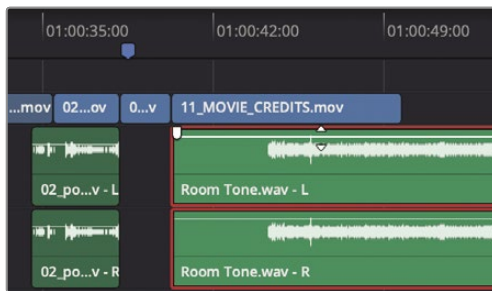 01:00:35:00 01:00:42:00 01:00:49:00
...mov 02...ov 0...v 11_MOVIE_CREDITS.mov
02_po...v - L Room Tone.wav - L
02_po...v - R Room Tone.wav - R